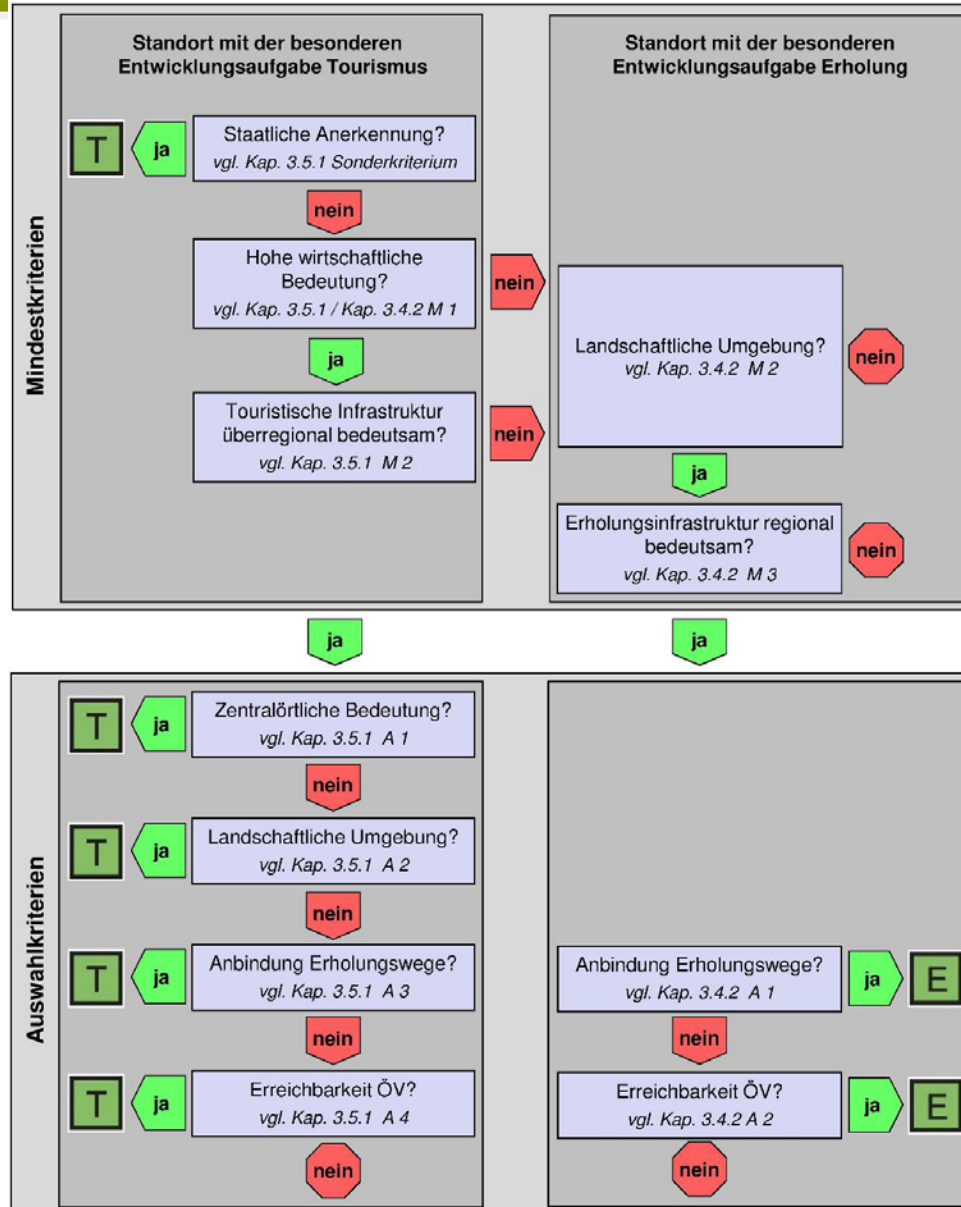 Standort mit der besonderen
Entwicklungsaufgabe Tourismus
Standort mit der besonderen
Entwicklungsaufgabe Erholung
Mindestkriterien
T
ja
Staatliche Anerkennung?
vgl. Kap. 3.5.1 Sonderkriterium
nein
Hohe wirtschaftliche
Bedeutung?
vgl. Kap. 3.5.1 / Kap. 3.4.2 M 1
nein
ja
Landschaftliche Umgebung?
vgl. Kap. 3.4.2 M 2
nein
Touristische Infrastruktur
überregional bedeutsam?
vgl. Kap. 3.5.1 M 2
nein
ja
Erholungsinfrastruktur regional
bedeutsam?
vgl. Kap. 3.4.2 M 3
nein
ja
ja
Auswahlkriterien
T
ja
Zentralörtliche Bedeutung?
vgl. Kap. 3.5.1 A 1
nein
T
ja
Landschaftliche Umgebung?
vgl. Kap. 3.5.1 A 2
nein
T
ja
Anbindung Erholungswege?
vgl. Kap. 3.5.1 A 3
nein
Anbindung Erholungswege?
vgl. Kap. 3.4.2 A 1
ja
E
nein
T
ja
Erreichbarkeit ÖV?
vgl. Kap. 3.5.1 A 4
nein
Erreichbarkeit ÖV?
vgl. Kap. 3.4.2 A 2
ja
E
nein